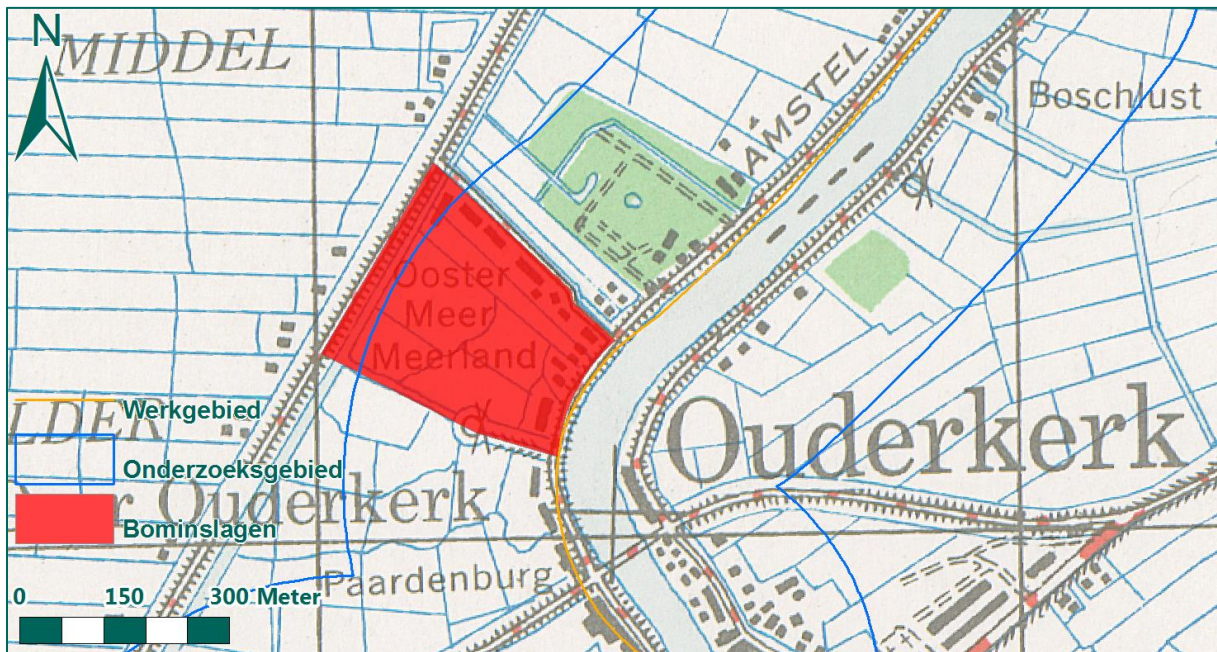 N
MIDDEL
AMSTEL
Boschlust
Ooster
Meer
Meerland
Werkgebied
LDER
Ouderkerk
Onderzoeksgebied
Ouderkerk
Bominslagen
Paardenburg
0 150 300 Meter